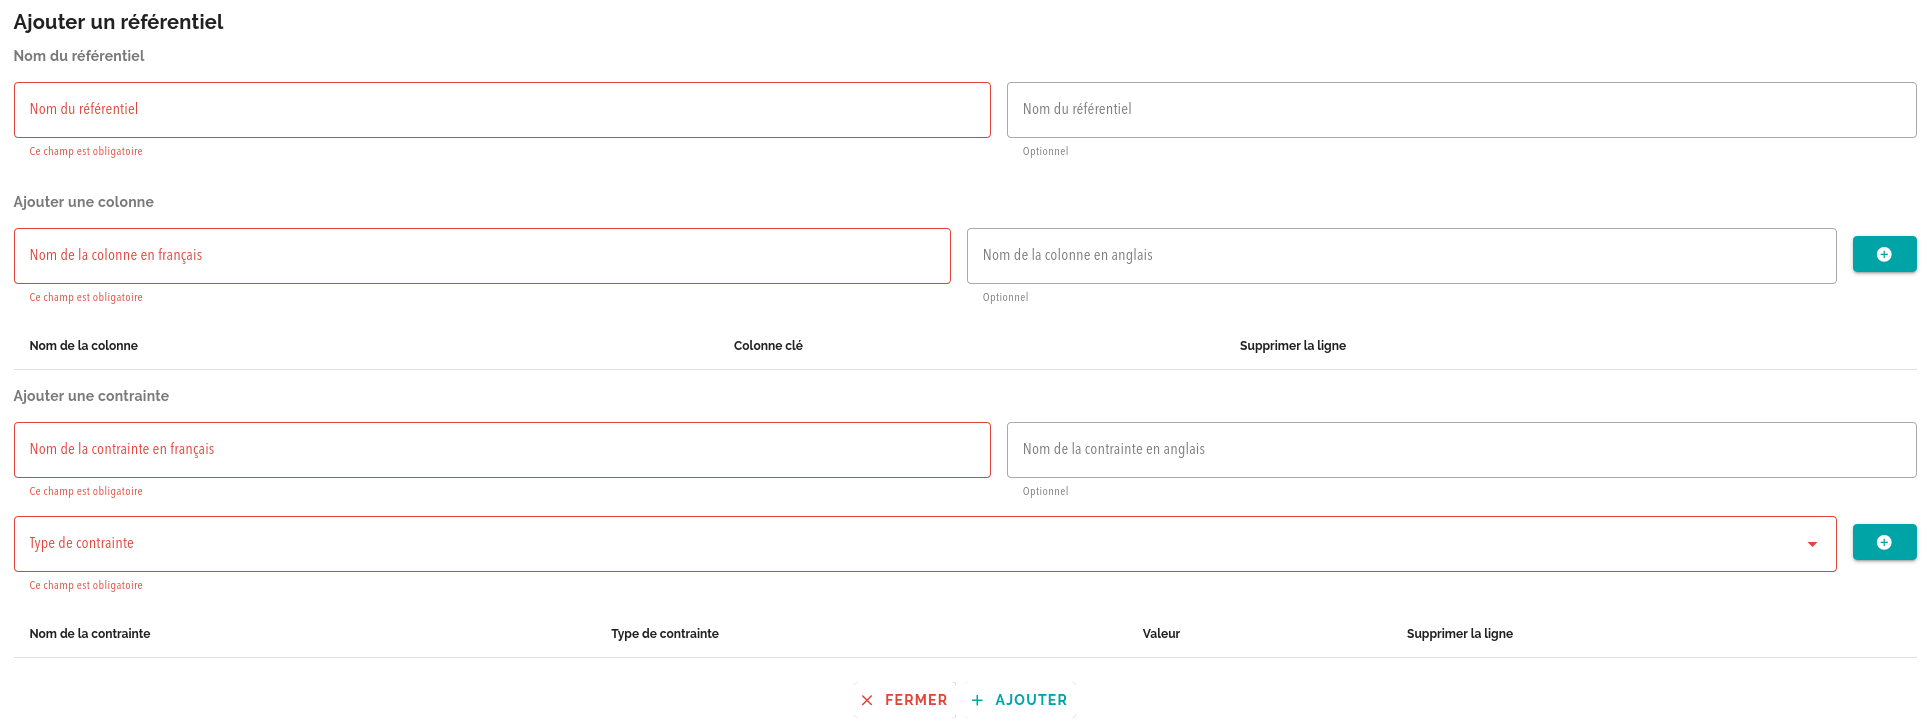 Ajouter un référentiel
Nom du référentiel
Nom du référentiel Nom du référentiel
Ce champ est obligatoire Optionnel
Ajouter une colonne
Nom de la colonne en français Nom de la colonne en anglais
Ce champ est obligatoire Optionnel
Nom de la colonne Colonne clé Supprimer la ligne
Ajouter une contrainte
Nom de la contrainte en français Nom de la contrainte en anglais
Ce champ est obligatoire Optionnel
Type de contrainte
Ce champ est obligatoire
Nom de la contrainte Type de contrainte Valeur Supprimer la ligne
FERMER AJOUTER